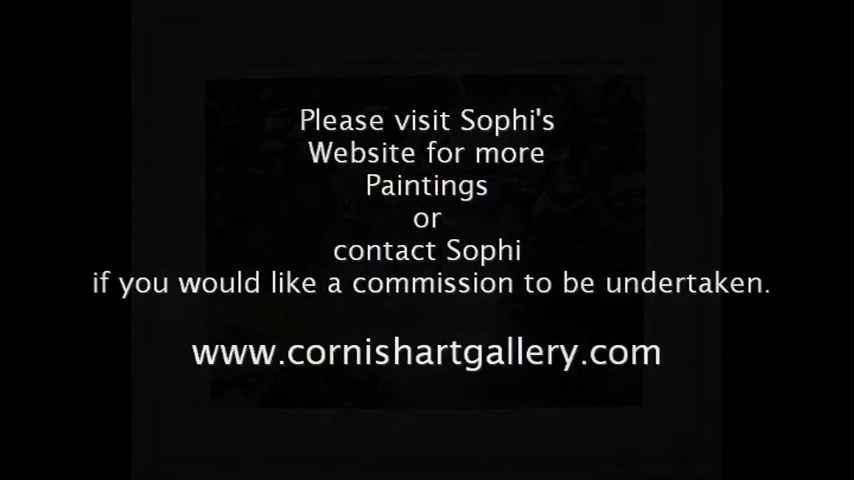 Please visit Sophi's
Website for more
Paintings
or
contact Sophi
if you would like a commission to be undertaken.
www.cornishartgallery.com